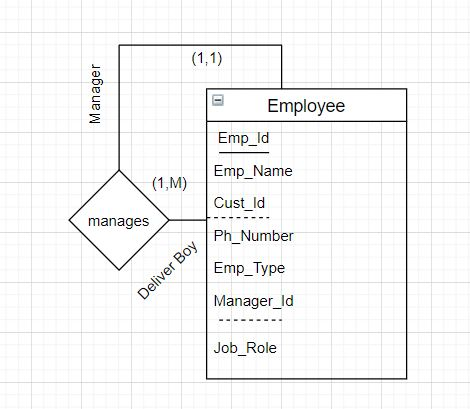 (1,1)
Manager
Employee
Emp_Id
Emp_Name
(1,M)
Cust_Id
manages
Ph_Number
Deliver Boy
Emp_Type
Manager_Id
Job_Role